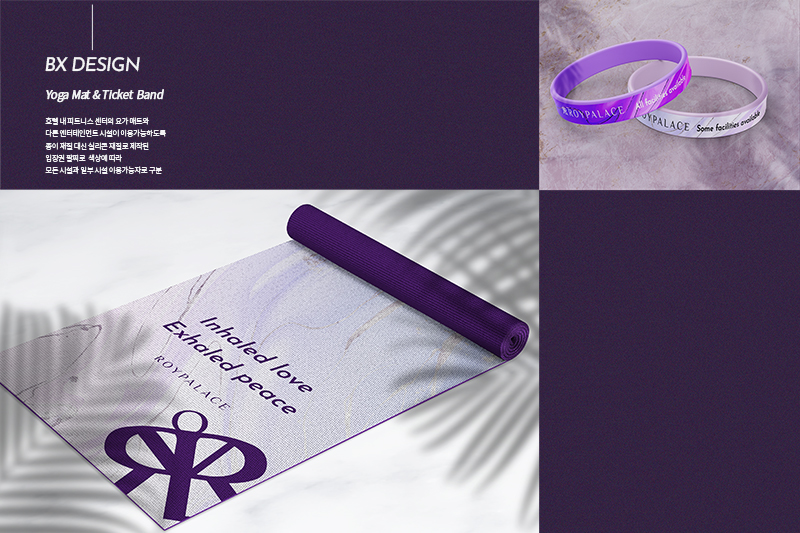 BX DESIGN
Yoga Mat & Ticket Band
호텔 내 피트니스 센터의 요가 매트와
다른 엔터테인먼트 시설이 이용가능하도록
종이 재질 대신 실리콘 재질로 제작된
입장권 팔찌로 색상에 따라
모든 시설과 일부 시설 이용가능자로 구분
ROYPALACE All facilities available
ROYPALACE Some facilities available
Inhaled love
Exhaled peace
ROYPALACE